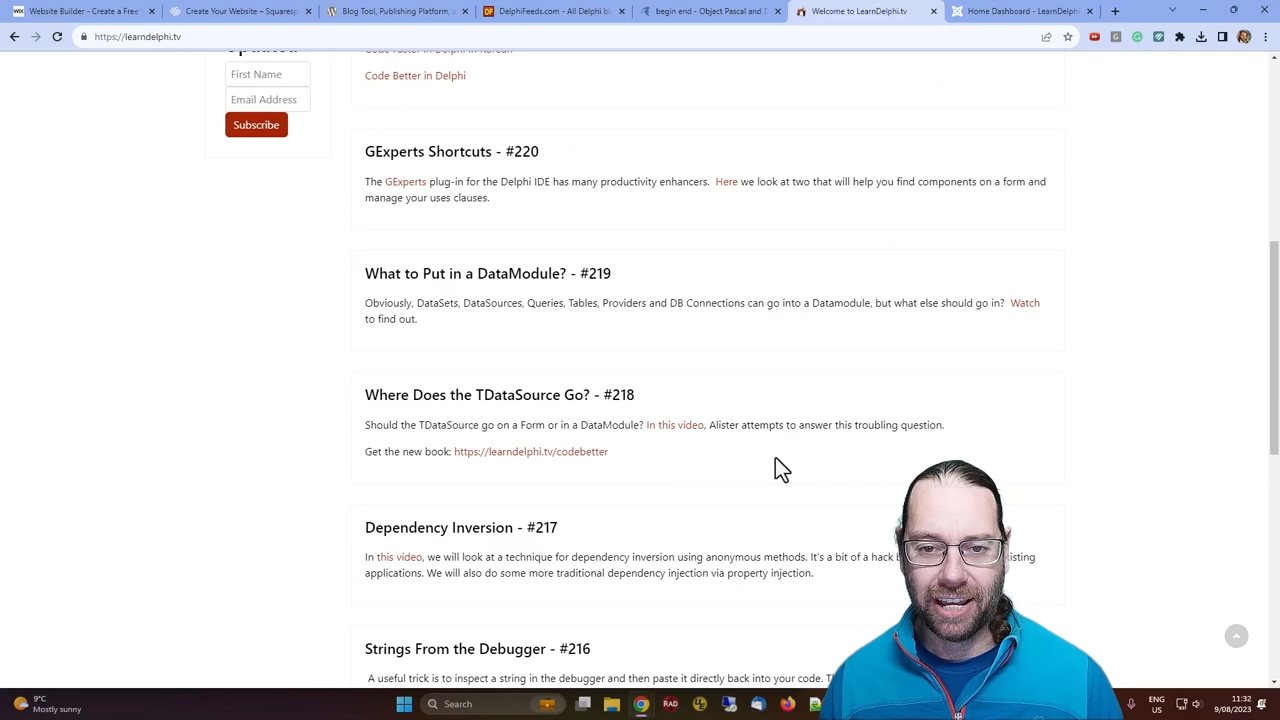 Website Builder - Create a Free
Website Builder - Squaresp
Blog Tool, Publishing Platform
DelphiFeeds.com - All Delphi bl
begin end - Object Pascal and D
Welcome to LearnDelphi.tv
Home Dashboard - LearnDelphi
https://learndelphi.tv
First Name
Email Address
Subscribe
Code Better in Delphi
GExperts Shortcuts - #220
The GExperts plug-in for the Delphi IDE has many productivity enhancers. Here we look at two that will help you find components on a form and
manage your uses clauses.
What to Put in a DataModule? - #219
Obviously, DataSets, DataSources, Queries, Tables, Providers and DB Connections can go into a Datamodule, but what else should go in? Watch
to find out.
Where Does the TDataSource Go? - #218
Should the TDataSource go on a Form or in a DataModule? In this video, Alister attempts to answer this troubling question.
Get the new book: https://learndelphi.tv/codebetter
Dependency Inversion - #217
In this video, we will look at a technique for dependency inversion using anonymous methods. It's a bit of a hack
applications. We will also do some more traditional dependency injection via property injection.
Strings From the Debugger - #216
A useful trick is to inspect a string in the debugger and then paste it directly back into your code.
9°C
Mostly sunny
Search
RAD
ENG
US
11:32
9/08/2023